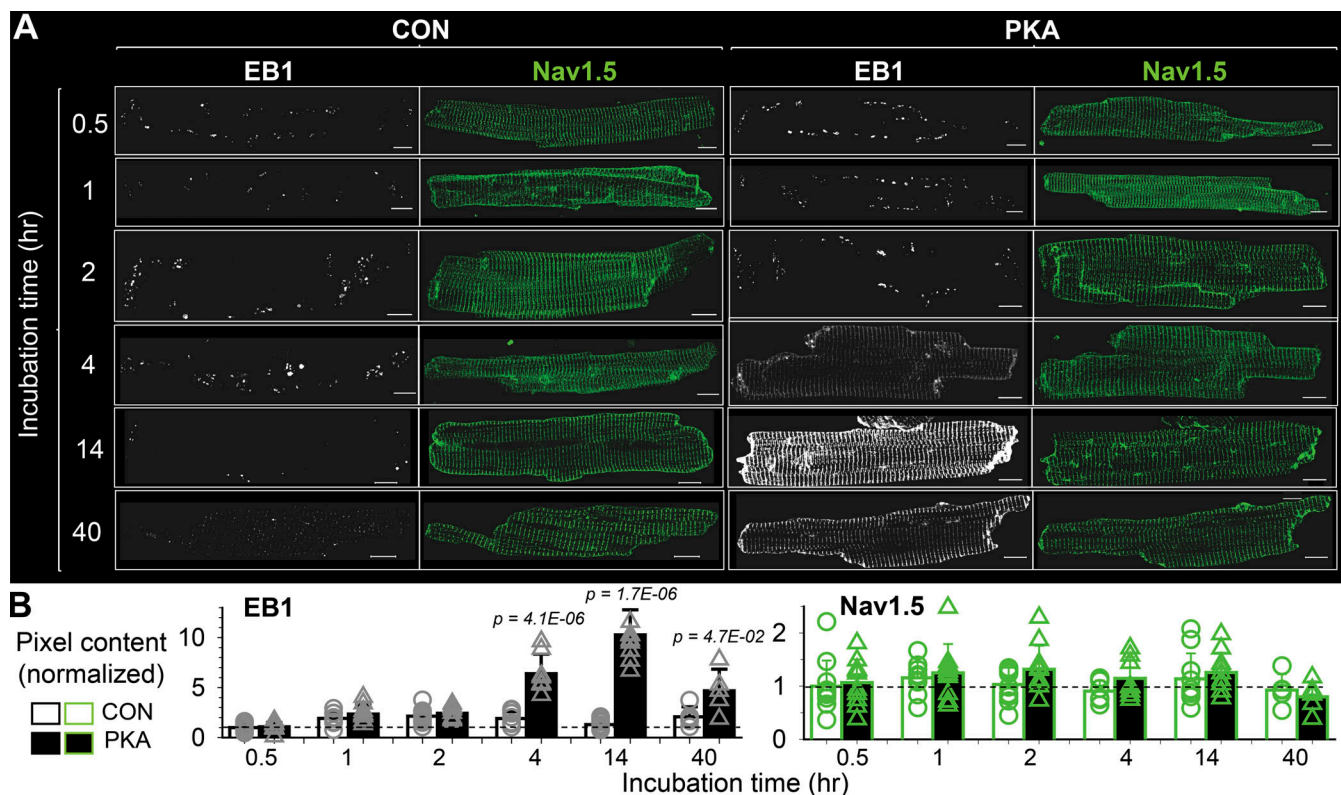 A
CON PKA
EB1 Nav1.5 EB1 Nav1.5
Incubation time (hr)
0.5
1
2
4
14
40
B
Pixel content
(normalized)
CON
PKA
EB1
p = 4.1E-06
p = 1.7E-06
p = 4.7E-02
10
5
0
0.5 1 2 4 14 40
Nav1.5
2
1
0
0.5 1 2 4 14 40
Incubation time (hr)